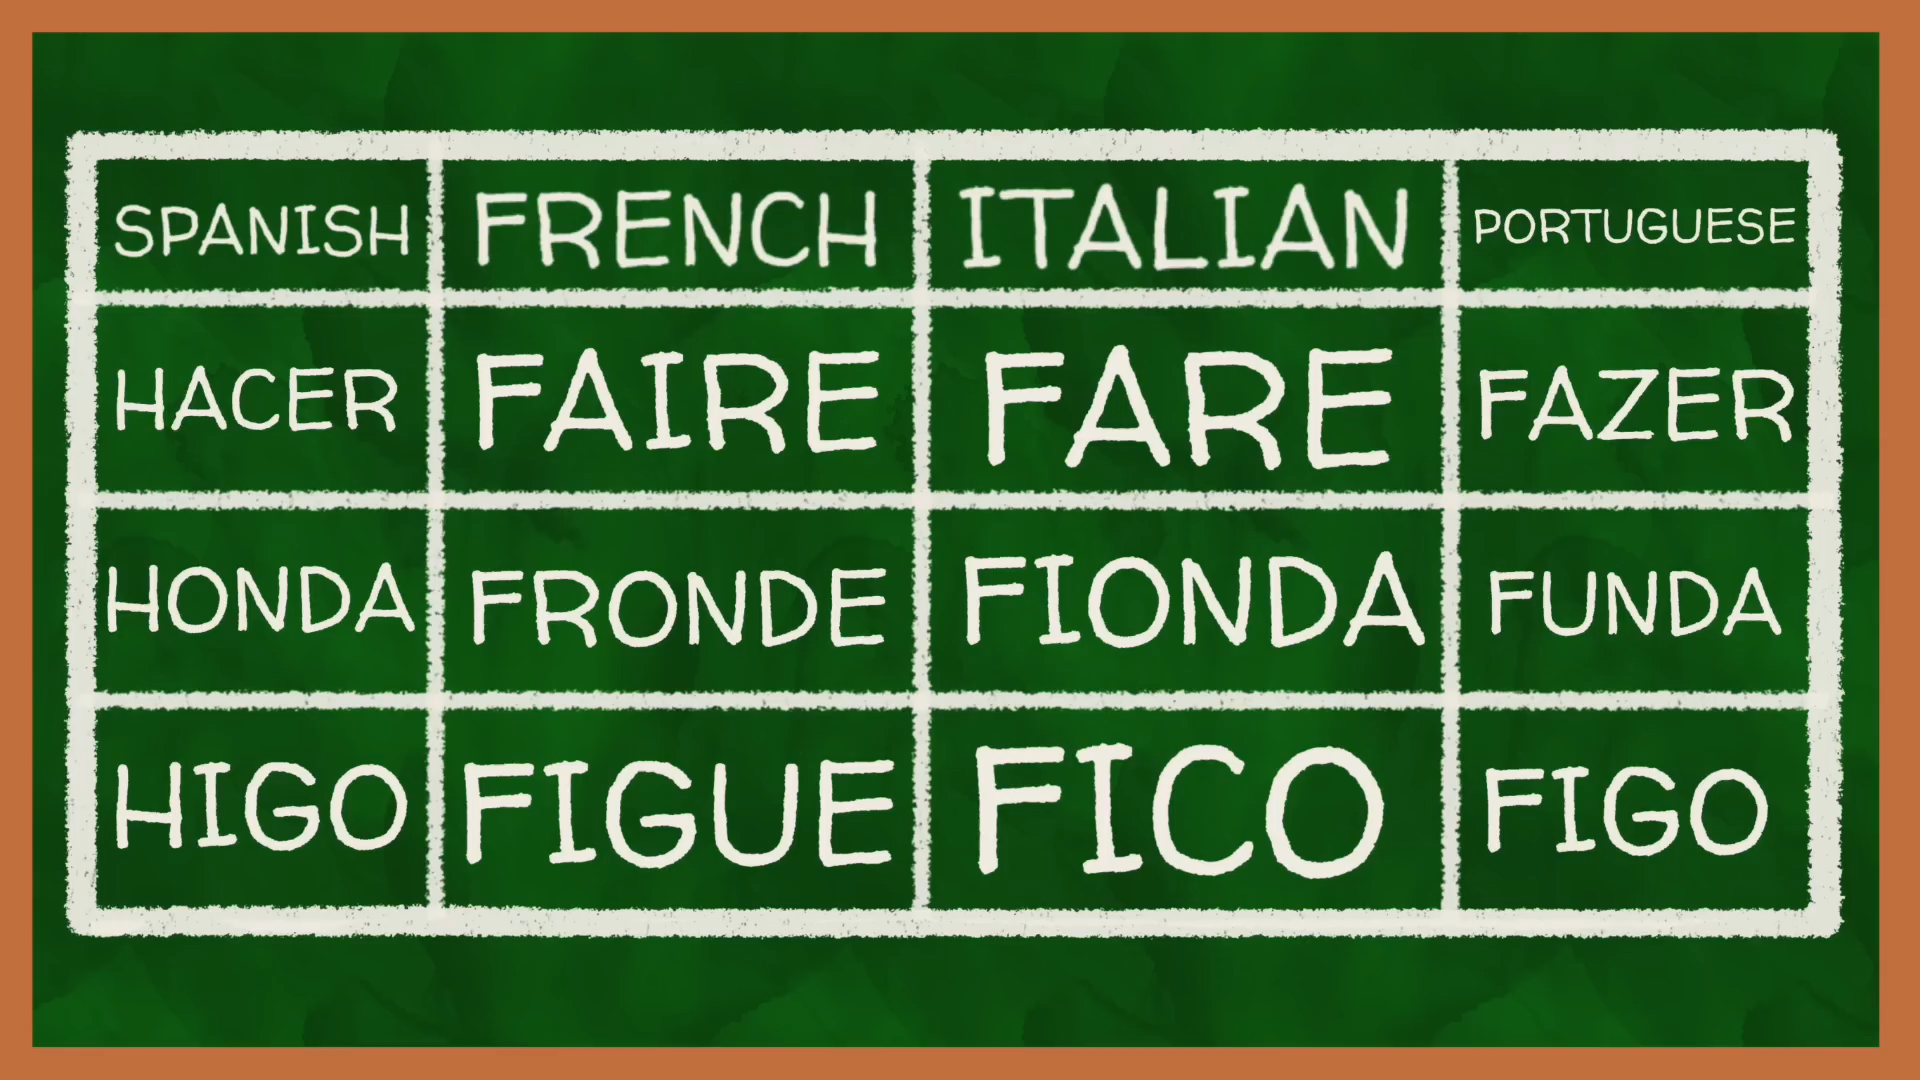 SPANISH FRENCH ITALIAN PORTUGUESE
HACER FAIRE FARE FAZER
HONDA FRONDE FIONDA FUNDA
HIGO FIGUE FICO FIGO